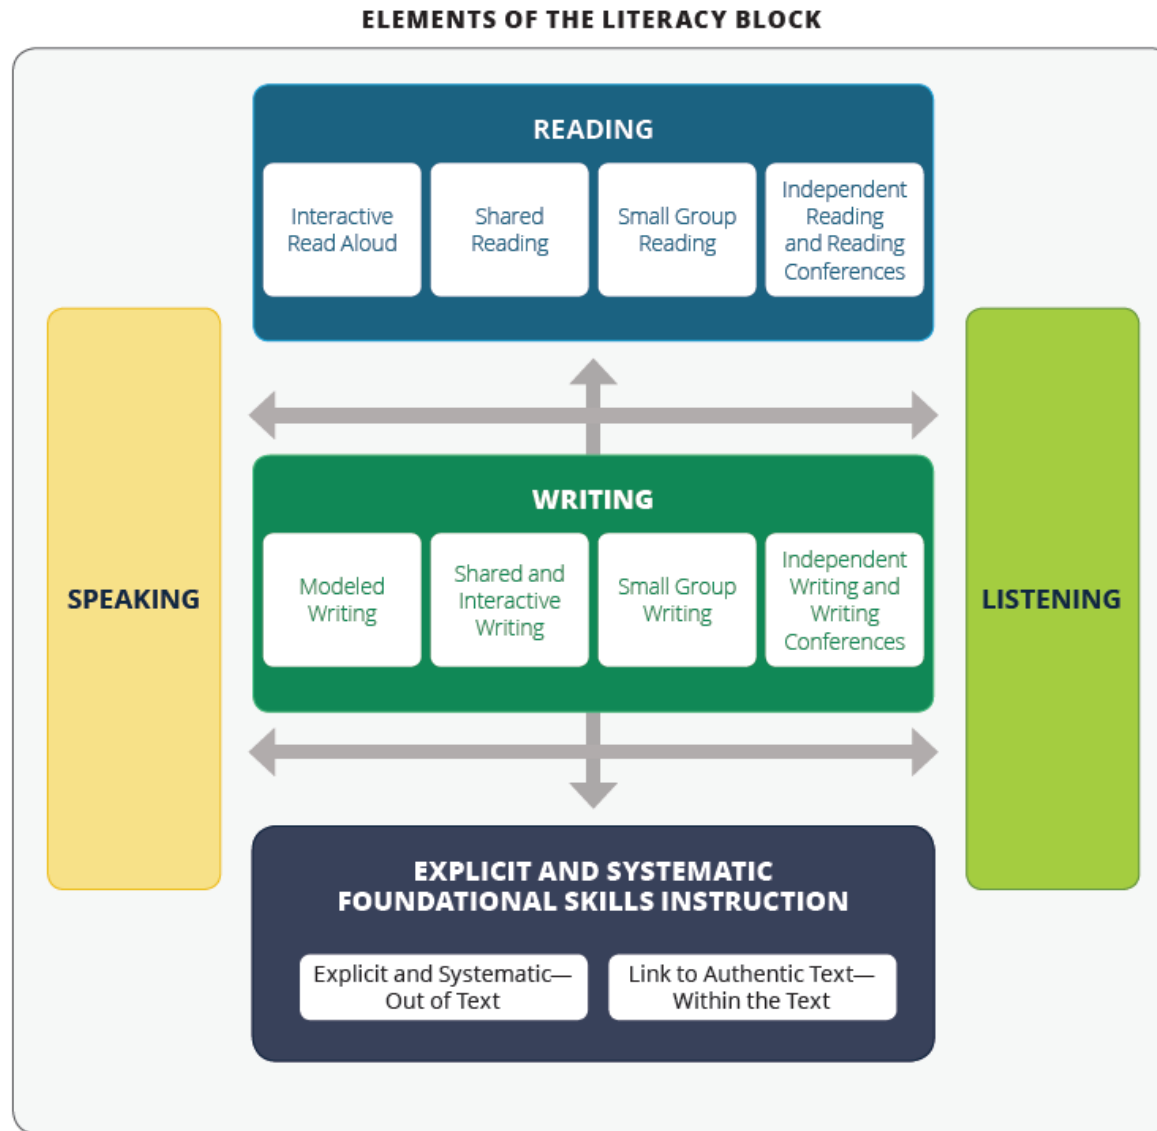 ELEMENTS OF THE LITERACY BLOCK
READING
Interactive
Read Aloud
Shared
Reading
Small Group
Reading
Independent
Reading
and Reading
Conferences
SPEAKING
WRITING
Modeled
Writing
Shared and
Interactive
Writing
Small Group
Writing
Independent
Writing and
Writing
Conferences
LISTENING
EXPLICIT AND SYSTEMATIC
FOUNDATIONAL SKILLS INSTRUCTION
Explicit and Systematic—
Out of Text
Link to Authentic Text—
Within the Text